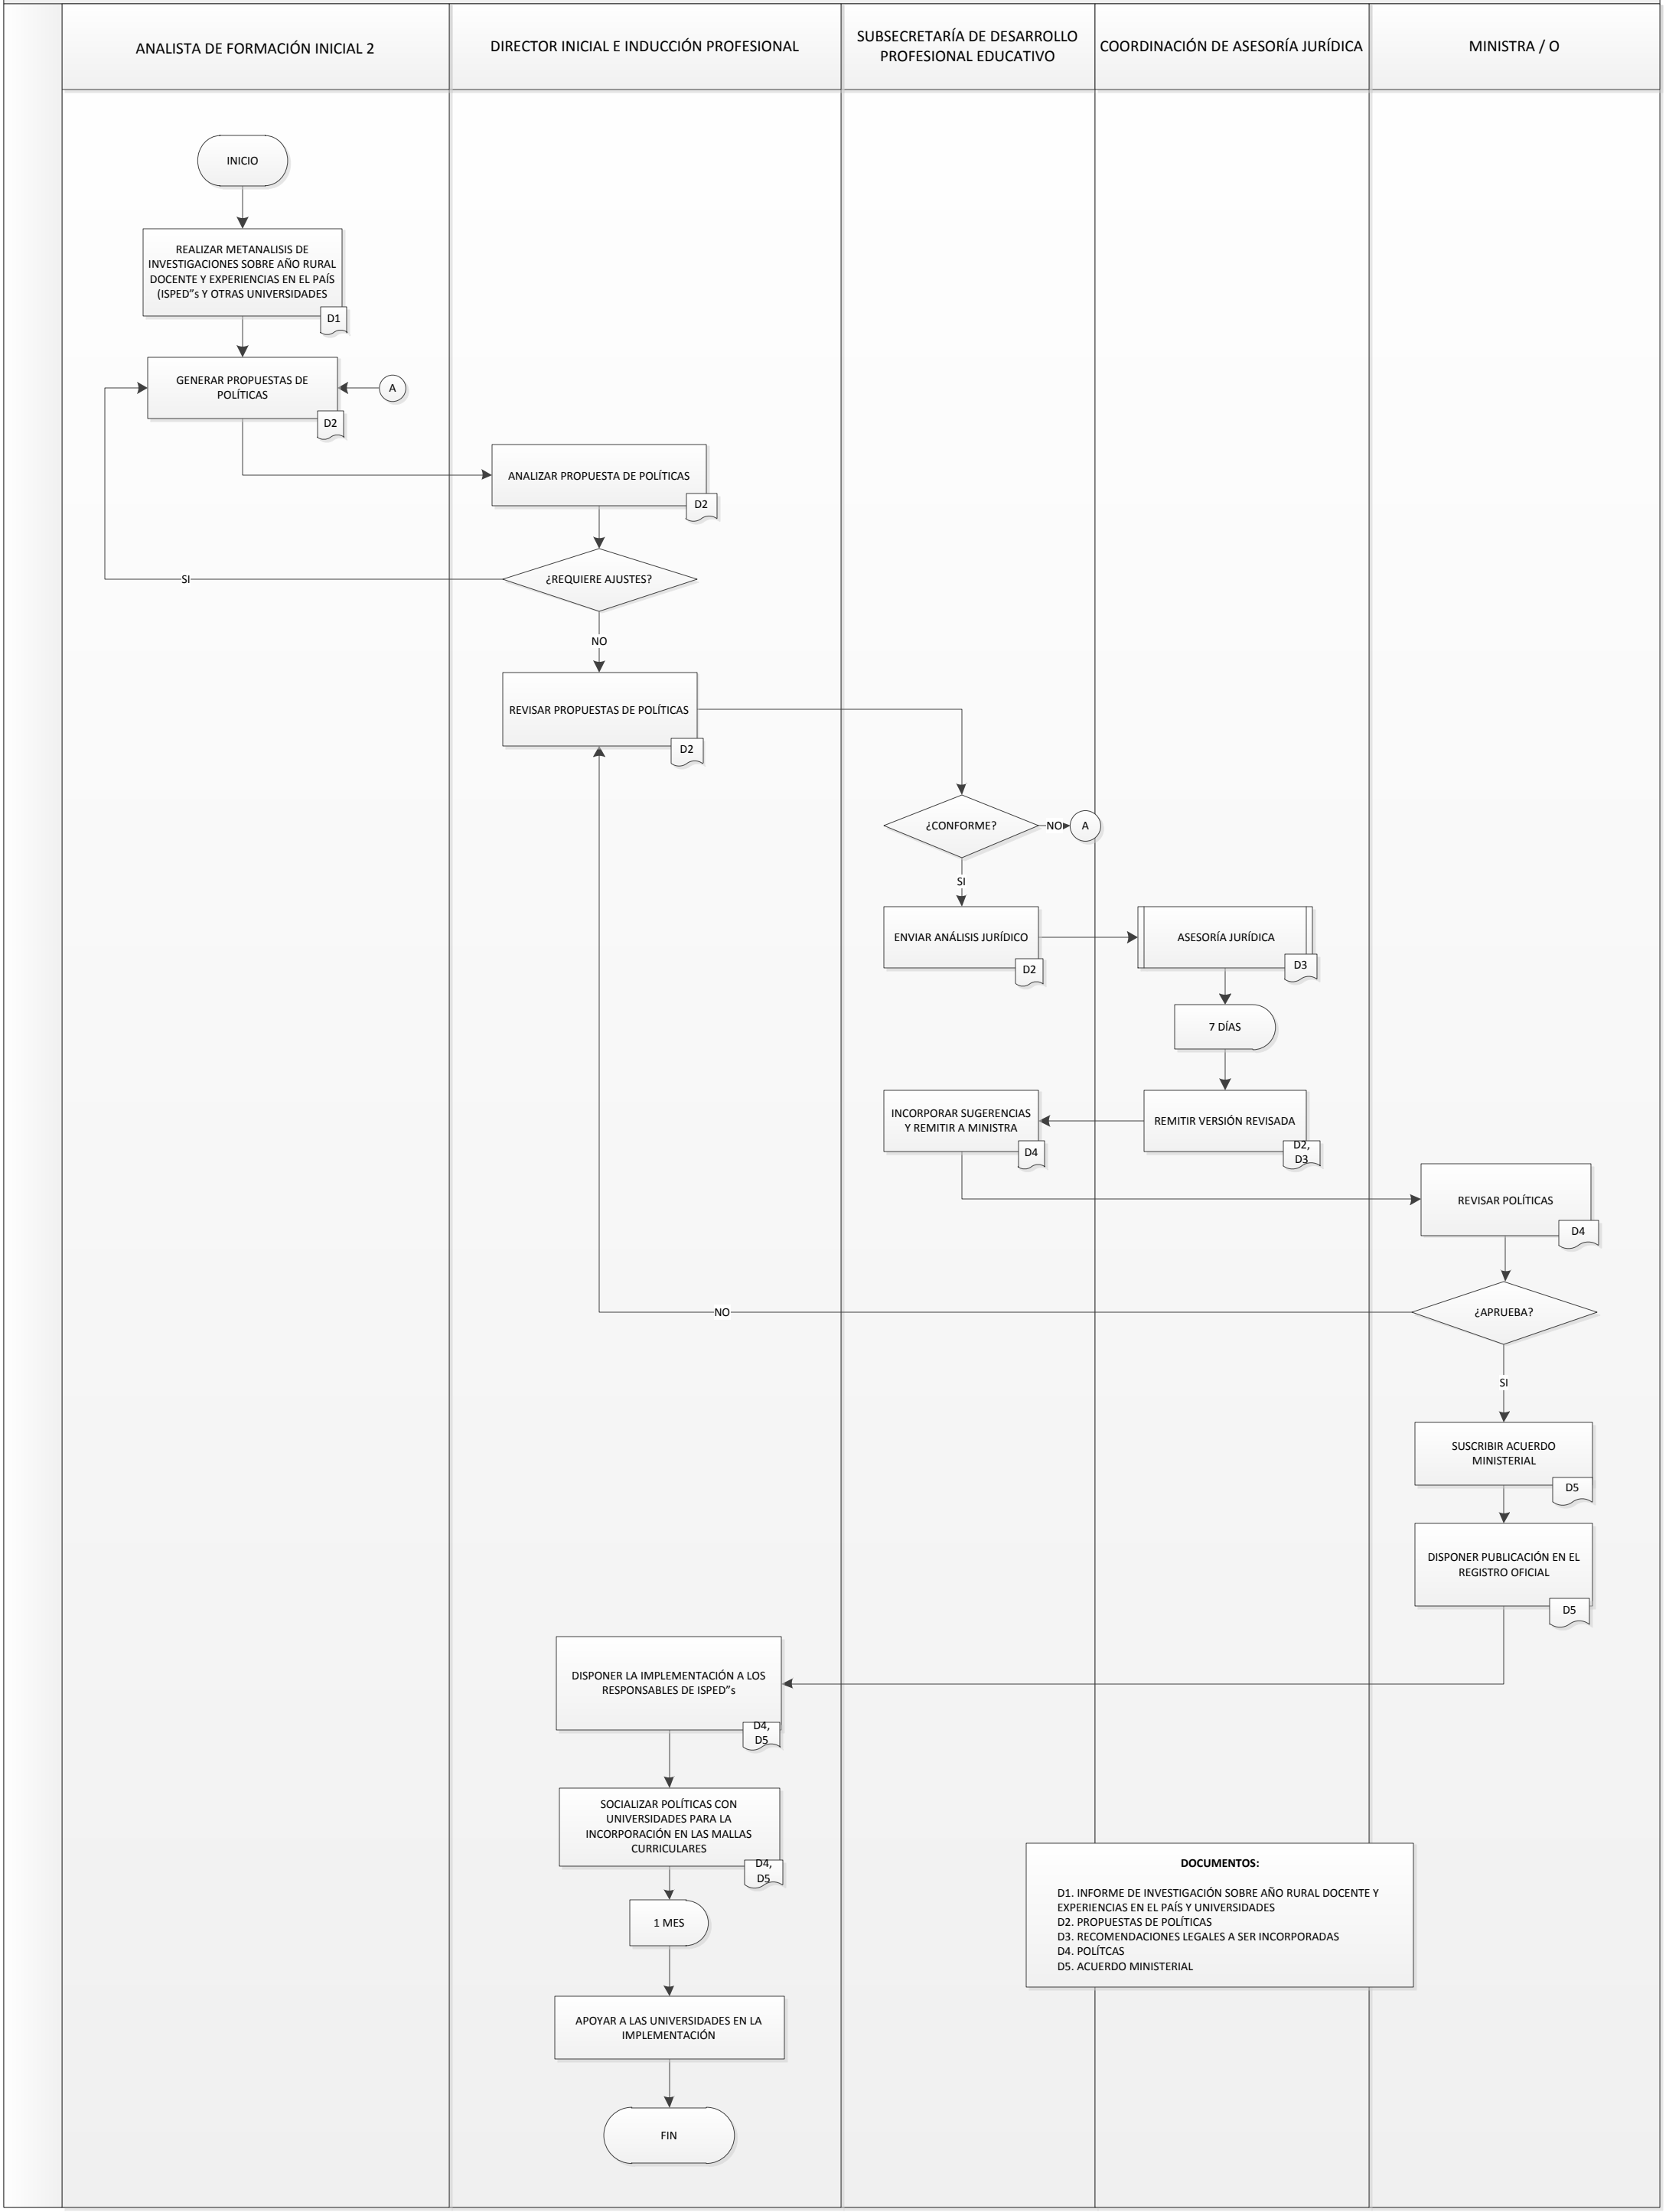 ANALISTA DE FORMACIÓN INICIAL 2
DIRECTOR INICIAL E INDUCCIÓN PROFESIONAL
SUBSECRETARÍA DE DESARROLLO
PROFESIONAL EDUCATIVO
COORDINACIÓN DE ASESORÍA JURÍDICA
MINISTRA / O
INICIO
REALIZAR METANALISIS DE
INVESTIGACIONES SOBRE AÑO RURAL
DOCENTE Y EXPERIENCIAS EN EL PAÍS
(ISPED"s Y OTRAS UNIVERSIDADES
D1
GENERAR PROPUESTAS DE
POLÍTICAS
D2
A
ANALIZAR PROPUESTA DE POLÍTICAS
D2
¿REQUIERE AJUSTES?
SI
NO
REVISAR PROPUESTAS DE POLÍTICAS
D2
¿CONFORME?
NO
A
SI
ENVIAR ANÁLISIS JURÍDICO
D2
ASESORÍA JURÍDICA
D3
7 DÍAS
REMITIR VERSIÓN REVISADA
D2,
D3
INCORPORAR SUGERENCIAS
Y REMITIR A MINISTRA
D4
REVISAR POLÍTICAS
D4
¿APRUEBA?
NO
SI
SUSCRIBIR ACUERDO
MINISTERIAL
D5
DISPONER PUBLICACIÓN EN EL
REGISTRO OFICIAL
D5
DISPONER LA IMPLEMENTACIÓN A LOS
RESPONSABLES DE ISPED"s
D4,
D5
SOCIALIZAR POLÍTICAS CON
UNIVERSIDADES PARA LA
INCORPORACIÓN EN LAS MALLAS
CURRICULARES
D4,
D5
1 MES
APOYAR A LAS UNIVERSIDADES EN LA
IMPLEMENTACIÓN
FIN
DOCUMENTOS:
D1. INFORME DE INVESTIGACIÓN SOBRE AÑO RURAL DOCENTE Y
EXPERIENCIAS EN EL PAÍS Y UNIVERSIDADES
D2. PROPUESTAS DE POLÍTICAS
D3. RECOMENDACIONES LEGALES A SER INCORPORADAS
D4. POLÍTCAS
D5. ACUERDO MINISTERIAL